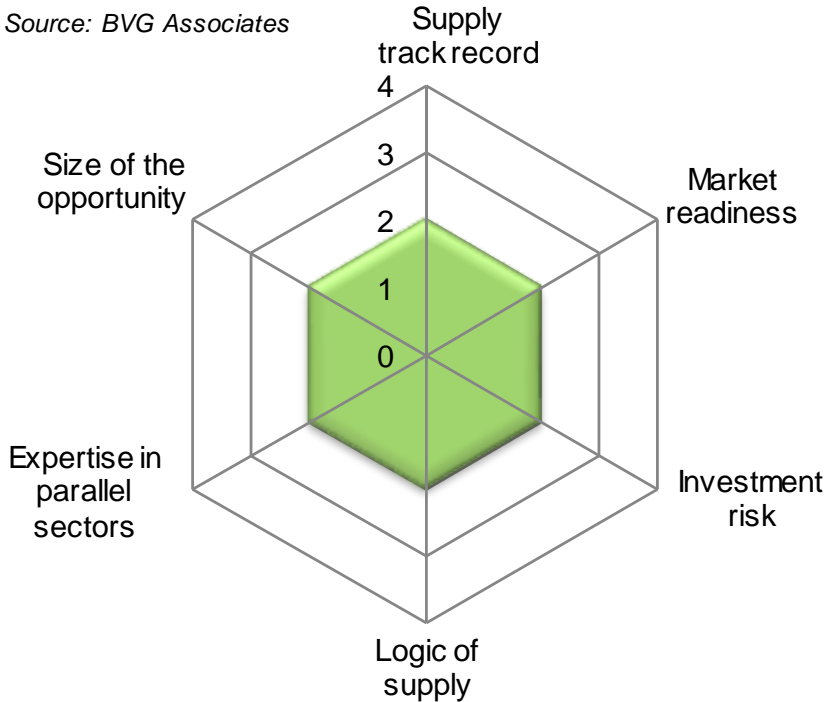 Source: BVG Associates
Supply
track record
4
3
2
1
0
Size of the
opportunity
Market
readiness
Expertise in
parallel
sectors
Investment
risk
Logic of
supply